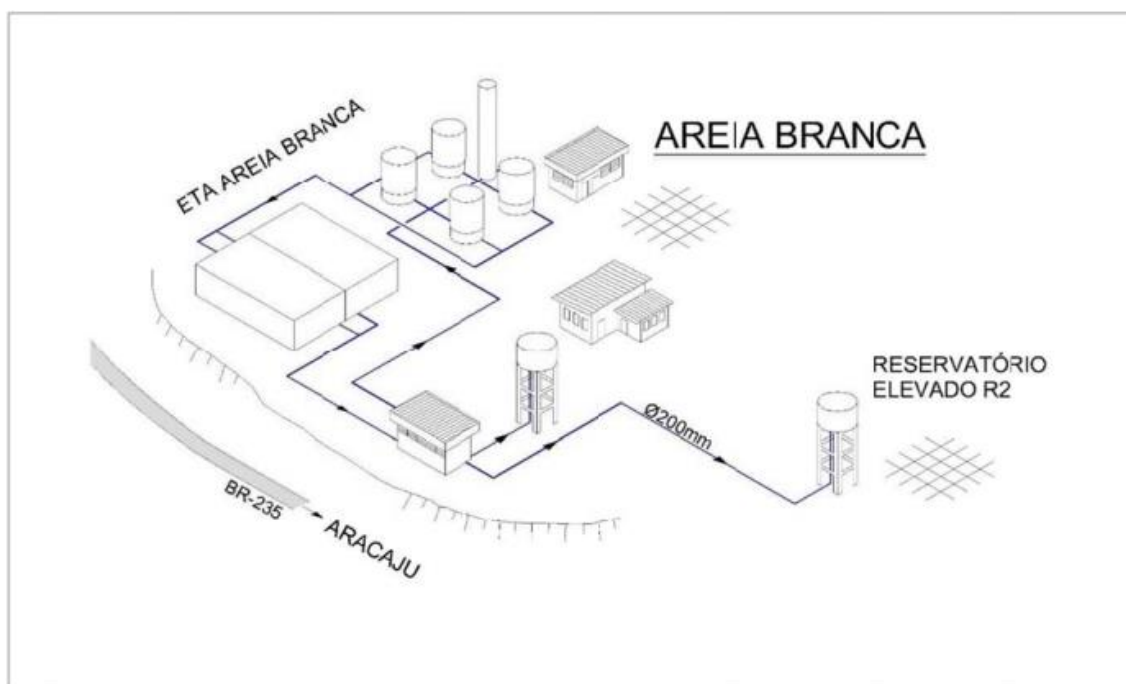 AREIA BRANCA
ETA AREIA BRANCA
RESERVATÓRIO
ELEVADO R2
Ø200mm
BR-235
ARACAJU